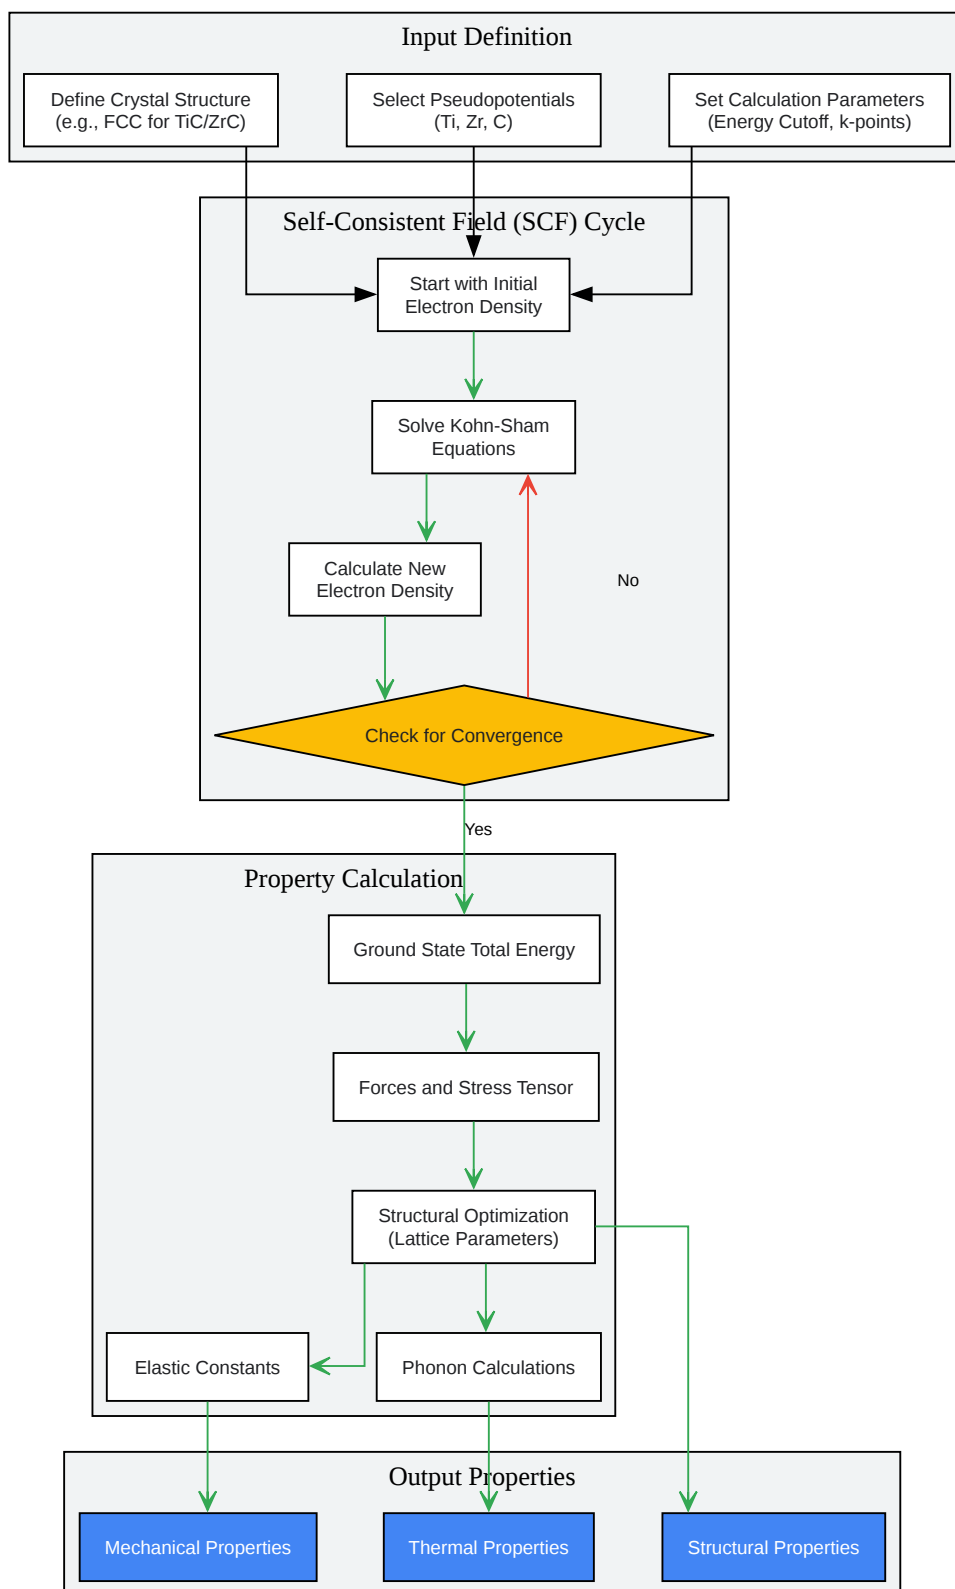 Input Definition
Define Crystal Structure
(e.g., FCC for TiC/ZrC)
Select Pseudopotentials
(Ti, Zr, C)
Set Calculation Parameters
(Energy Cutoff, k-points)
Self-Consistent Field (SCF) Cycle
Start with Initial
Electron Density
Solve Kohn-Sham
Equations
Calculate New
Electron Density
No
Check for Convergence
Yes
Property Calculation
Ground State Total Energy
Forces and Stress Tensor
Structural Optimization
(Lattice Parameters)
Elastic Constants
Phonon Calculations
Output Properties
Mechanical Properties
Thermal Properties
Structural Properties